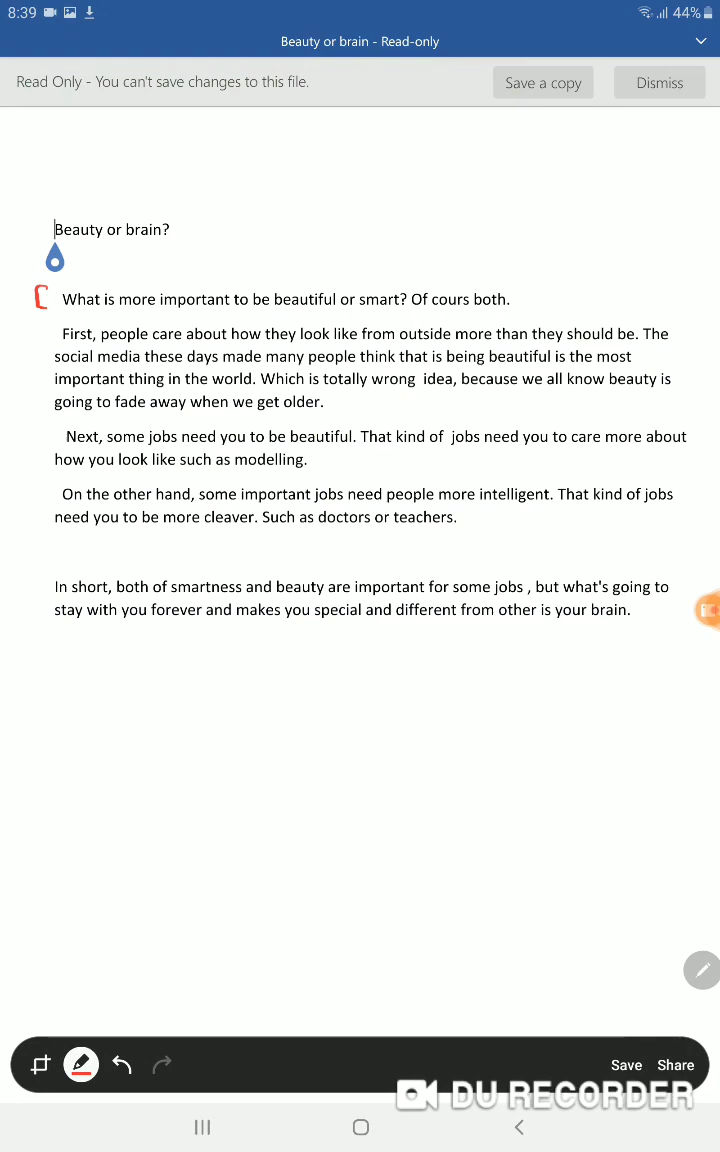 8:39
44%
Beauty or brain - Read-only
Read Only - You can't save changes to this file.
Save a copy
Dismiss
Beauty or brain?
What is more important to be beautiful or smart? Of cours both.
First, people care about how they look like from outside more than they should be. The
social media these days made many people think that is being beautiful is the most
important thing in the world. Which is totally wrong idea, because we all know beauty is
going to fade away when we get older.
Next, some jobs need you to be beautiful. That kind of jobs need you to care more about
how you look like such as modelling.
On the other hand, some important jobs need people more intelligent. That kind of jobs
need you to be more cleaver. Such as doctors or teachers.
In short, both of smartness and beauty are important for some jobs , but what's going to
stay with you forever and makes you special and different from other is your brain.
Save
Share
DU RECORDER